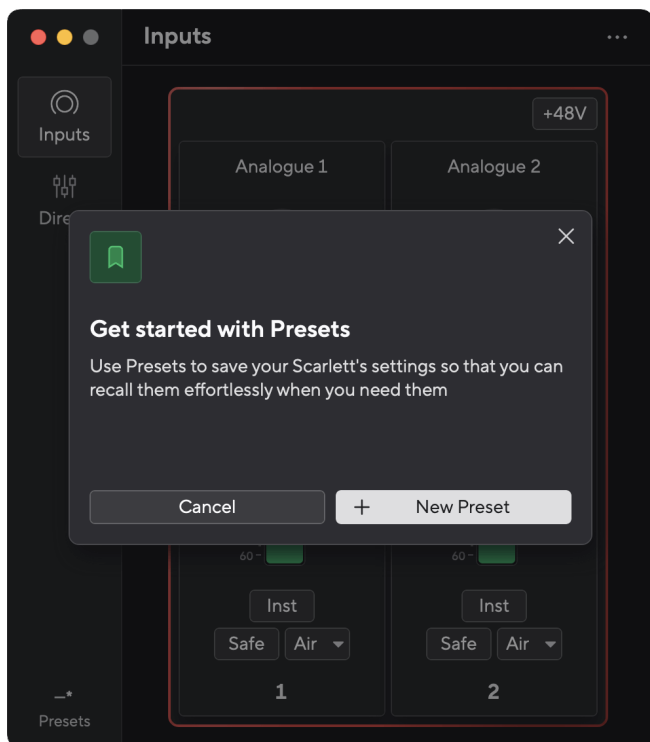 Inputs
Inputs
+48V
Analogue 1
Analogue 2
Get started with Presets
Use Presets to save your Scarlett's settings so that you can
recall them effortlessly when you need them
Cancel
+ New Preset
60
60
Inst
Inst
Safe
Air
Safe
Air
1
2
Presets